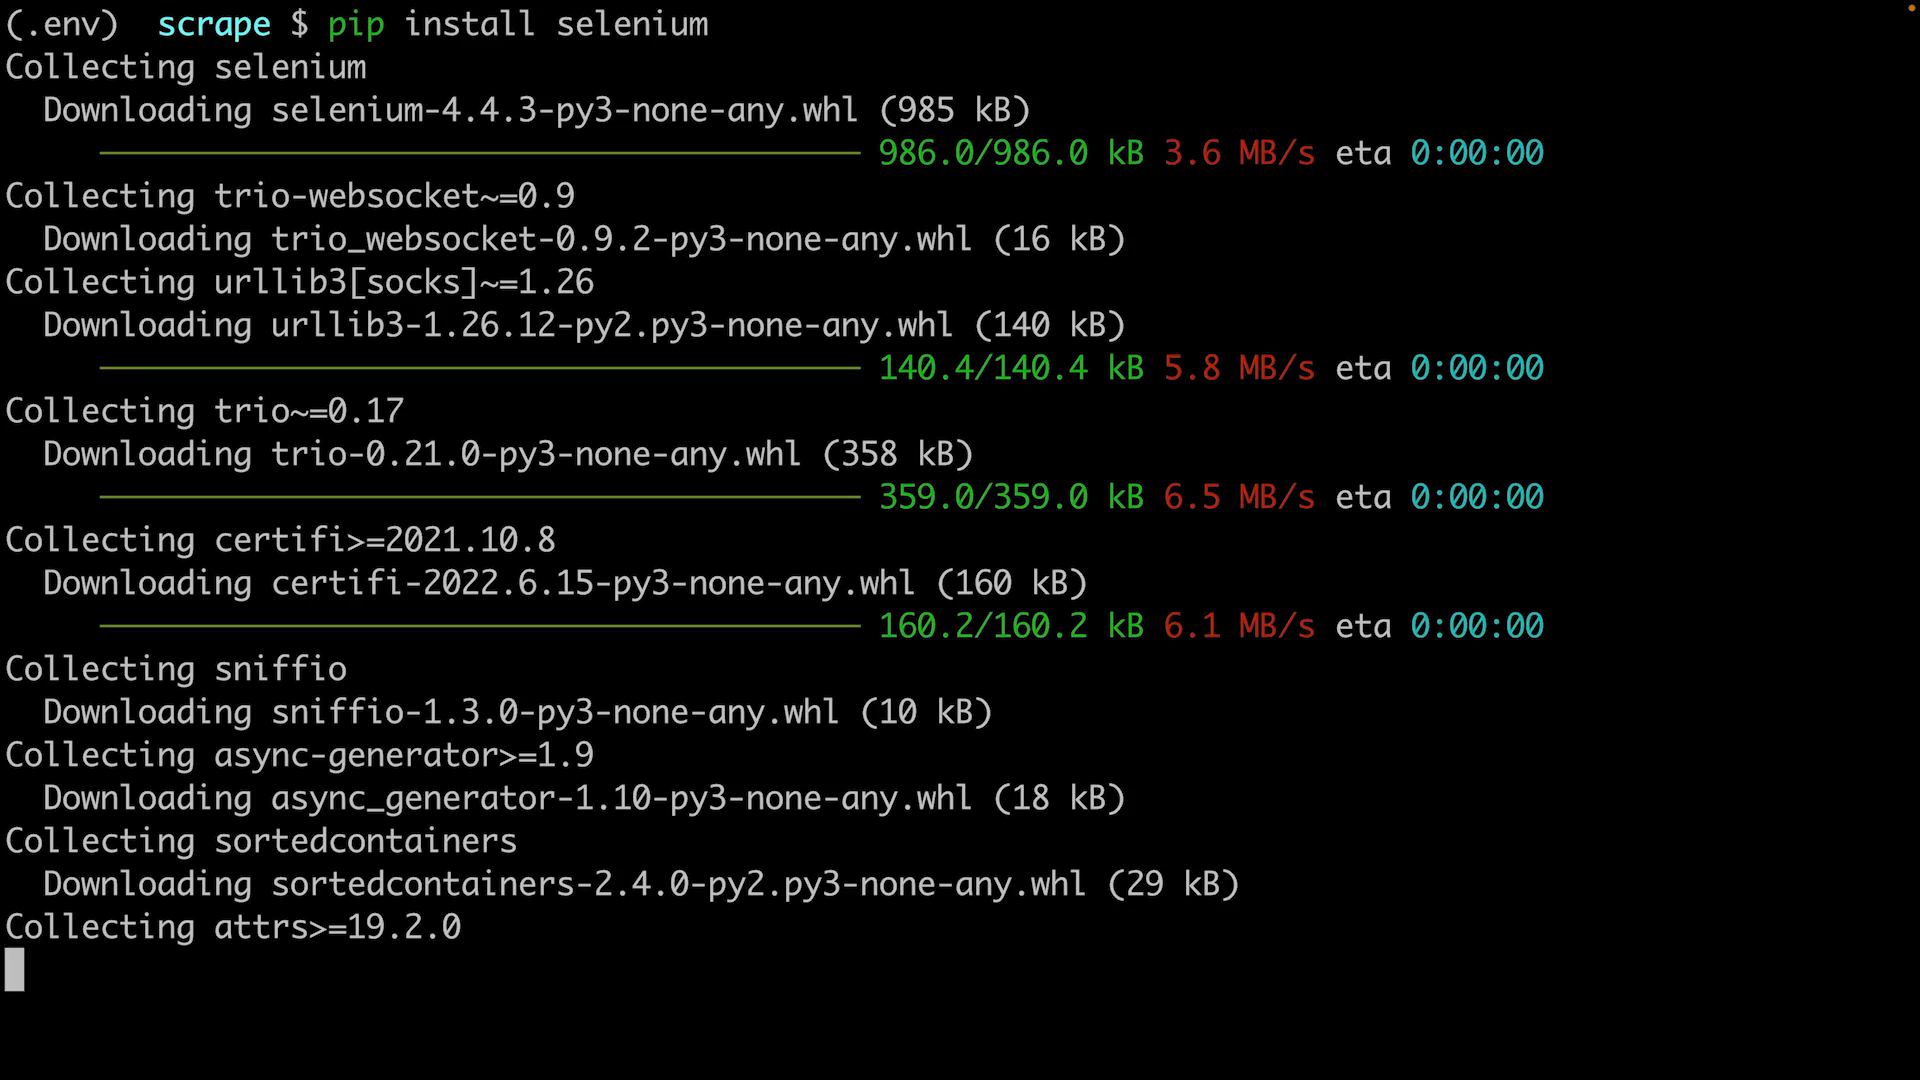 (.env)  scrape $ pip install selenium
Collecting selenium
  Downloading selenium-4.4.3-py3-none-any.whl (985 kB)
986.0/986.0 kB 3.6 MB/s eta 0:00:00
Collecting trio-websocket~=0.9
  Downloading trio_websocket-0.9.2-py3-none-any.whl (16 kB)
Collecting urllib3[socks]~=1.26
  Downloading urllib3-1.26.12-py2.py3-none-any.whl (140 kB)
140.4/140.4 kB 5.8 MB/s eta 0:00:00
Collecting trio~=0.17
  Downloading trio-0.21.0-py3-none-any.whl (358 kB)
359.0/359.0 kB 6.5 MB/s eta 0:00:00
Collecting certifi>=2021.10.8
  Downloading certifi-2022.6.15-py3-none-any.whl (160 kB)
160.2/160.2 kB 6.1 MB/s eta 0:00:00
Collecting sniffio
  Downloading sniffio-1.3.0-py3-none-any.whl (10 kB)
Collecting async-generator>=1.9
  Downloading async_generator-1.10-py3-none-any.whl (18 kB)
Collecting sortedcontainers
  Downloading sortedcontainers-2.4.0-py2.py3-none-any.whl (29 kB)
Collecting attrs>=19.2.0